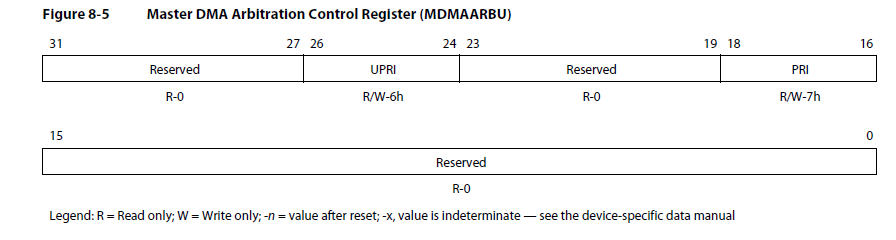 Figure 8-5 Master DMA Arbitration Control Register (MDMAARBU)
31 27 26 24 23 19 18 16
Reserved UPRI Reserved PRI
R-0 R/W-6h R-0 R/W-7h
15 0
Reserved
R-0
Legend: R = Read only; W = Write only; -n = value after reset; -x, value is indeterminate — see the device-specific data manual